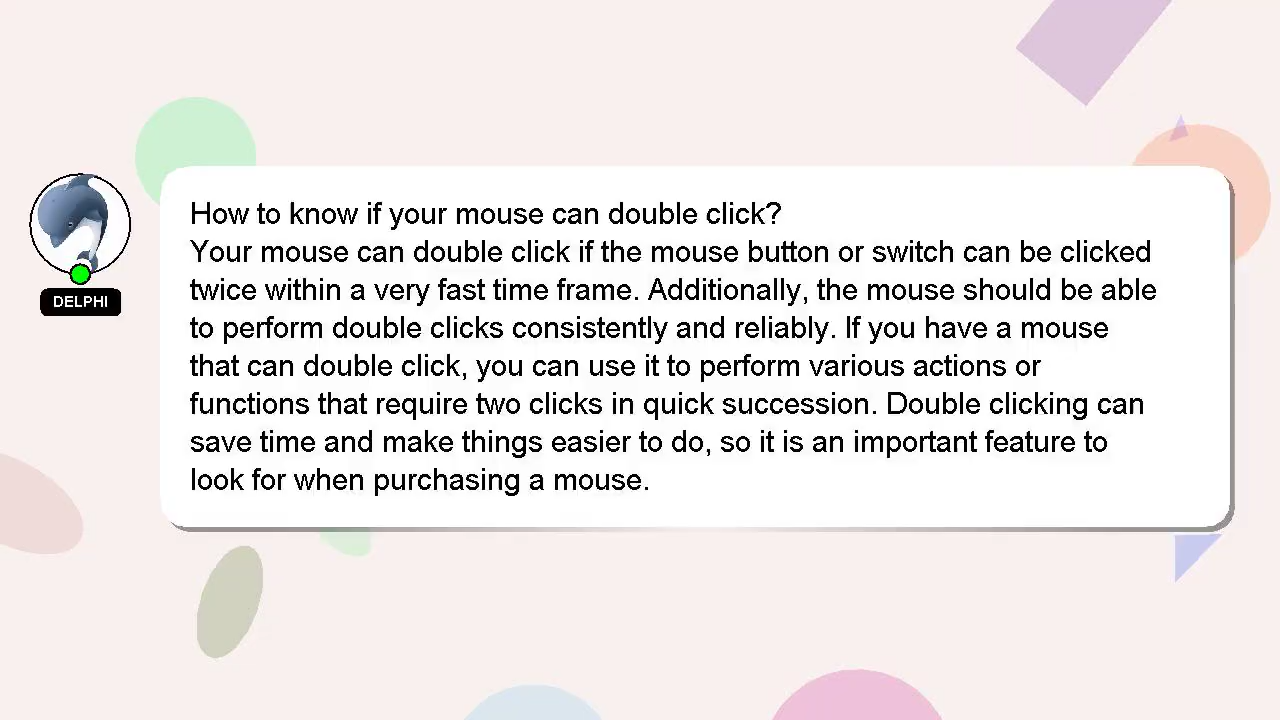 How to know if your mouse can double click?
Your mouse can double click if the mouse button or switch can be clicked
twice within a very fast time frame. Additionally, the mouse should be able
to perform double clicks consistently and reliably. If you have a mouse
that can double click, you can use it to perform various actions or
functions that require two clicks in quick succession. Double clicking can
save time and make things easier to do, so it is an important feature to
look for when purchasing a mouse.
DELPHI